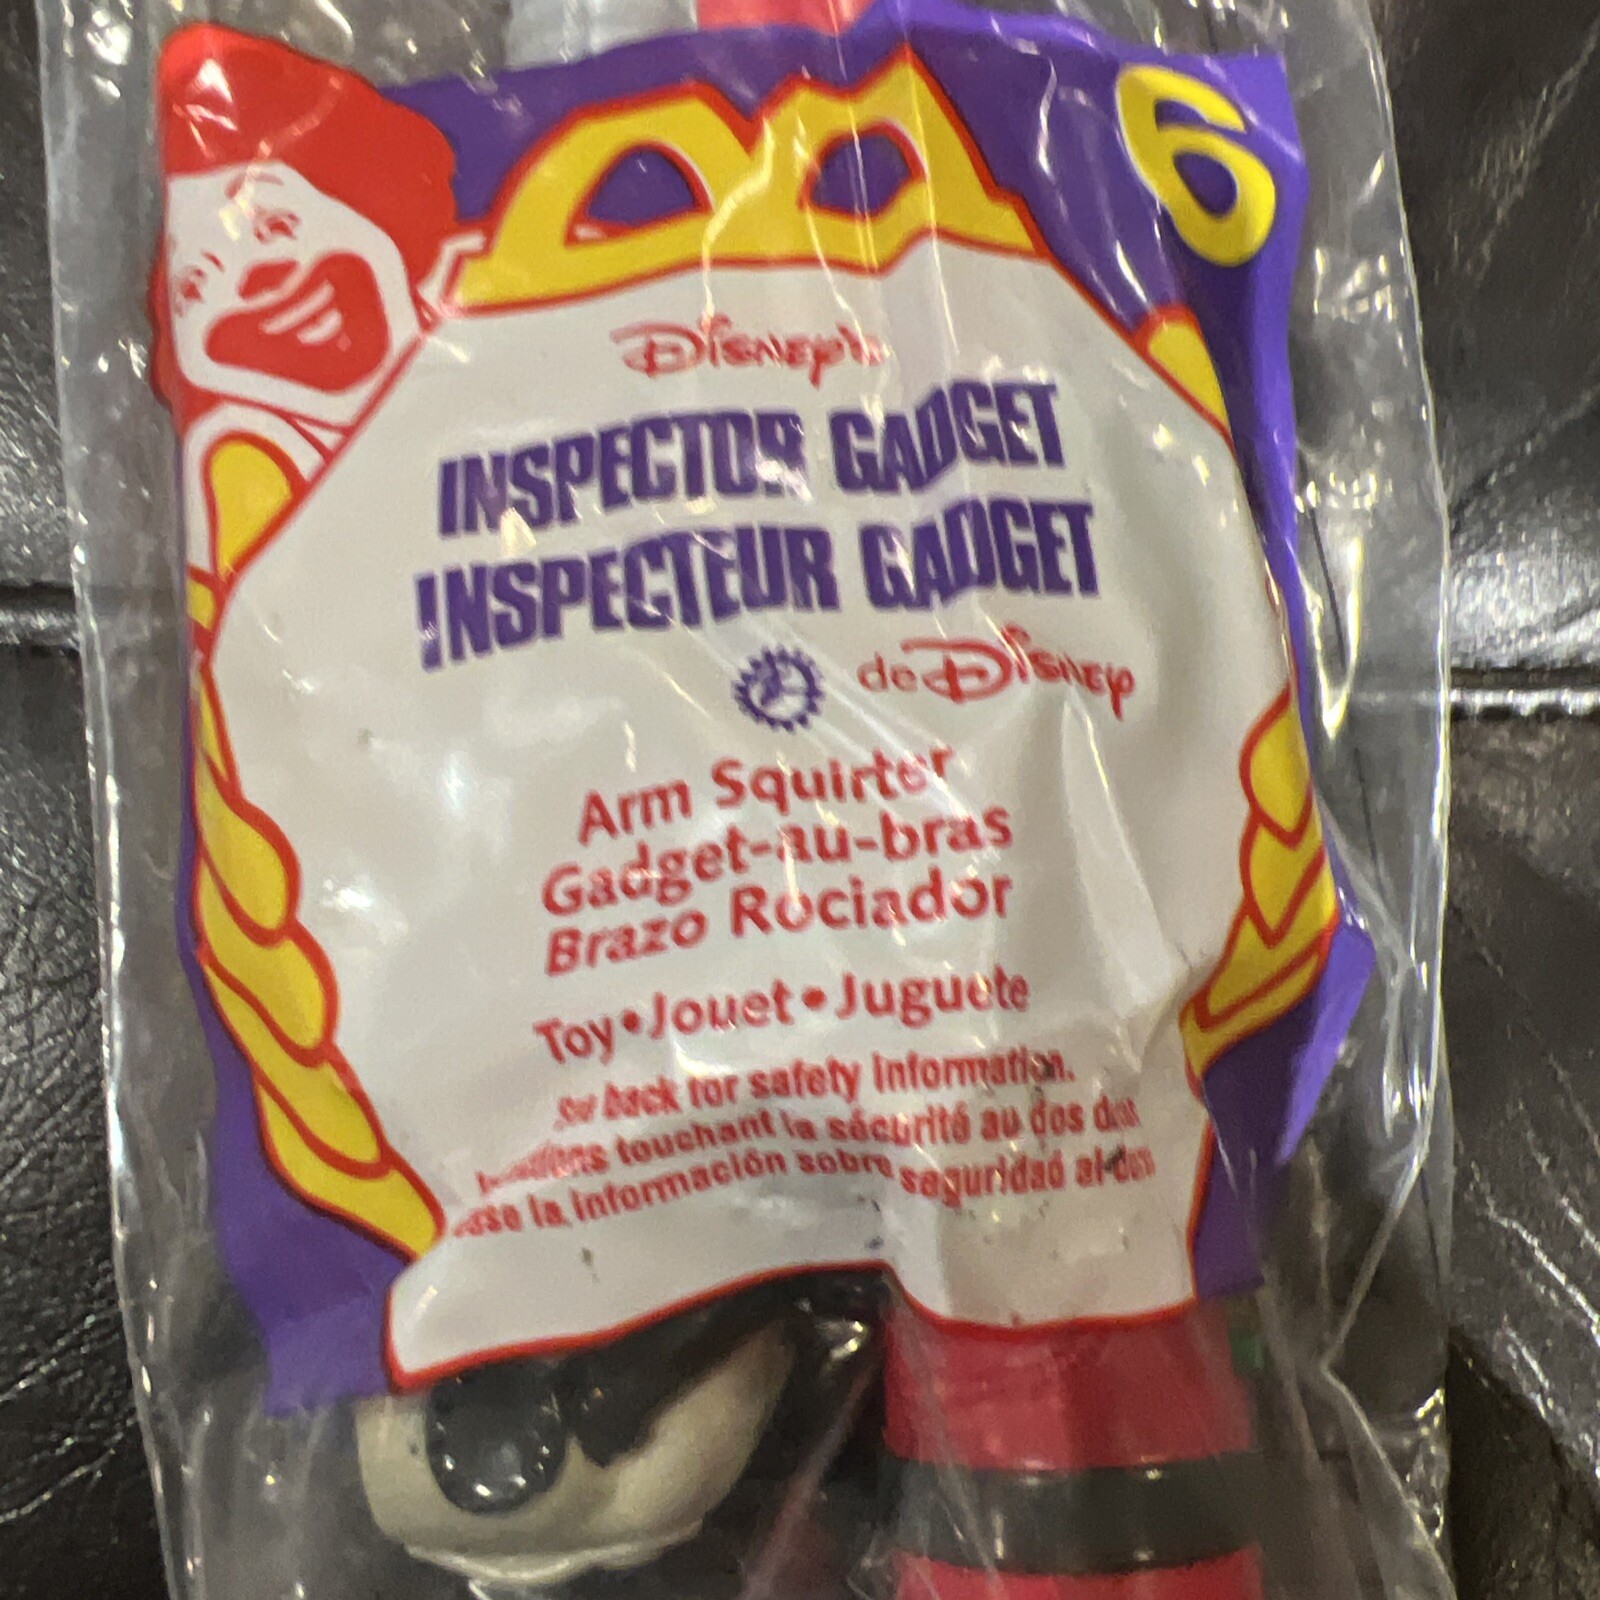 6
Disney's
INSPECTOR GADGET
INSPECTEUR GADGET
de Disney
Arm Squirter
Gadget-au-bras
Brazo Rociador
Toy • Jouet • Juguete
back for safety information.
touchant la sécurité au dos
la información sobre seguridad al